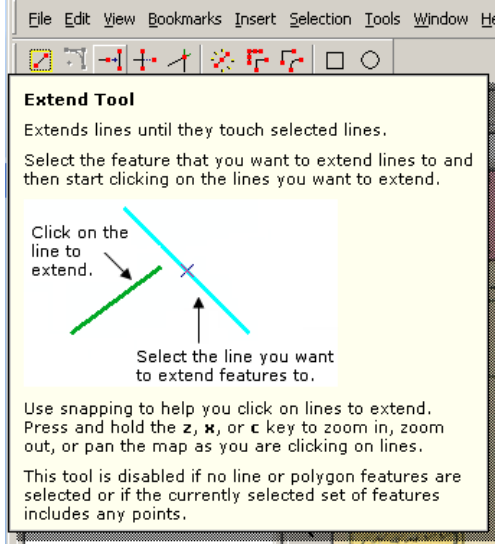 File Edit View Bookmarks Insert Selection Tools Window
Extend Tool
Extends lines until they touch selected lines.
Select the feature that you want to extend lines to and
then start clicking on the lines you want to extend.
Click on the
line to
extend.
Select the line you want
to extend features to.
Use snapping to help you click on lines to extend.
Press and hold the z, x, or c key to zoom in, zoom
out, or pan the map as you are clicking on lines.
This tool is disabled if no line or polygon features are
selected or if the currently selected set of features
includes any points.